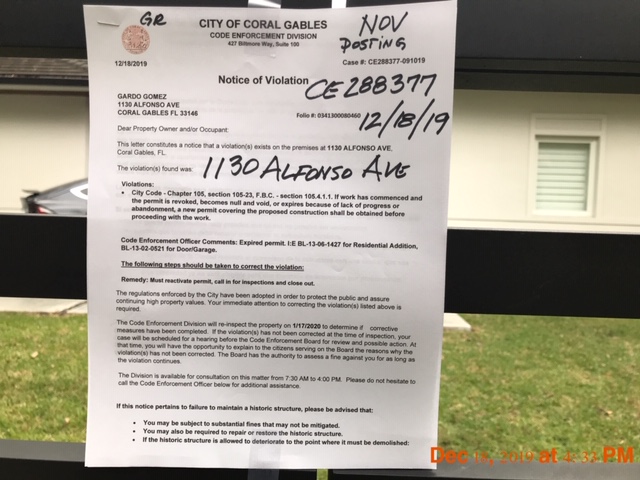 GR
CITY OF CORAL GABLES
CODE ENFORCEMENT DIVISION
427 Biltmore Way, Suite 100
NOV
POSTING
12/18/2019
Case #: CE288377-091019
Notice of Violation
CE288377
GARDO GOMEZ
1130 ALFONSO AVE
CORAL GABLES FL 33146
Folio #: 0341300080460
12/18/19
Dear Property Owner and/or Occupant:
This letter constitutes a notice that a violation(s) exists on the premises at 1130 ALFONSO AVE,
Coral Gables, FL.
The violation(s) found was:
1130 ALFONSO AVE
Violations:
• City Code - Chapter 105, section 105-23, F.B.C. - section 105.4.1.1. If work has commenced and
the permit is revoked, becomes null and void, or expires because of lack of progress or
abandonment, a new permit covering the proposed construction shall be obtained before
proceeding with the work.
Code Enforcement Officer Comments: Expired permit. I:E BL-13-06-1427 for Residential Addition,
BL-13-02-0521 for Door/Garage.
The following steps should be taken to correct the violation:
Remedy: Must reactivate permit, call in for inspections and close out.
The regulations enforced by the City have been adopted in order to protect the public and assure
continuing high property values. Your immediate attention to correcting the violation(s) listed above is
required.
The Code Enforcement Division will re-inspect the property on 1/17/2020 to determine if corrective
measures have been completed. If the violation(s) has not been corrected at the time of inspection, your
case will be scheduled for a hearing before the Code Enforcement Board for review and possible action. At
that time, you will have the opportunity to explain to the citizens serving on the Board the reasons why the
violation(s) has not been corrected. The Board has the authority to assess a fine against you for as long as
the violation continues.
The Division is available for consultation on this matter from 7:30 AM to 4:00 PM. Please do not hesitate to
call the Code Enforcement Officer below for additional assistance.
If this notice pertains to failure to maintain a historic structure, please be advised that:
• You may be subject to substantial fines that may not be mitigated.
• You may also be required to repair or restore the historic structure.
• If the historic structure is allowed to deteriorate to the point where it must be demolished:
Dec 18, 2019 at 4:31 PM